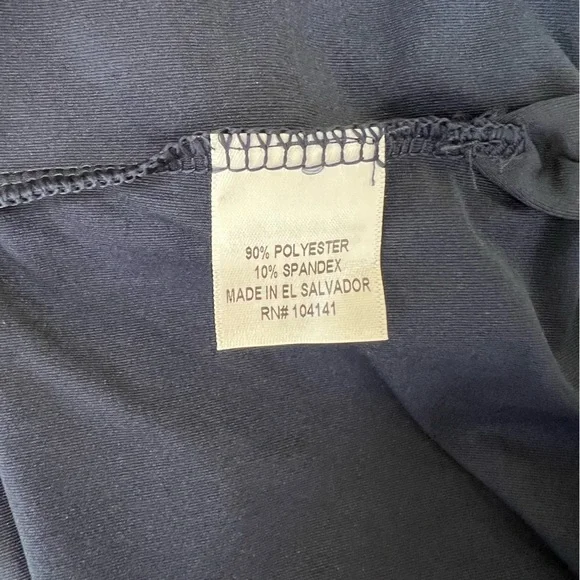 90% POLYESTER
10% SPANDEX
MADE IN EL SALVADOR
RN# 104141